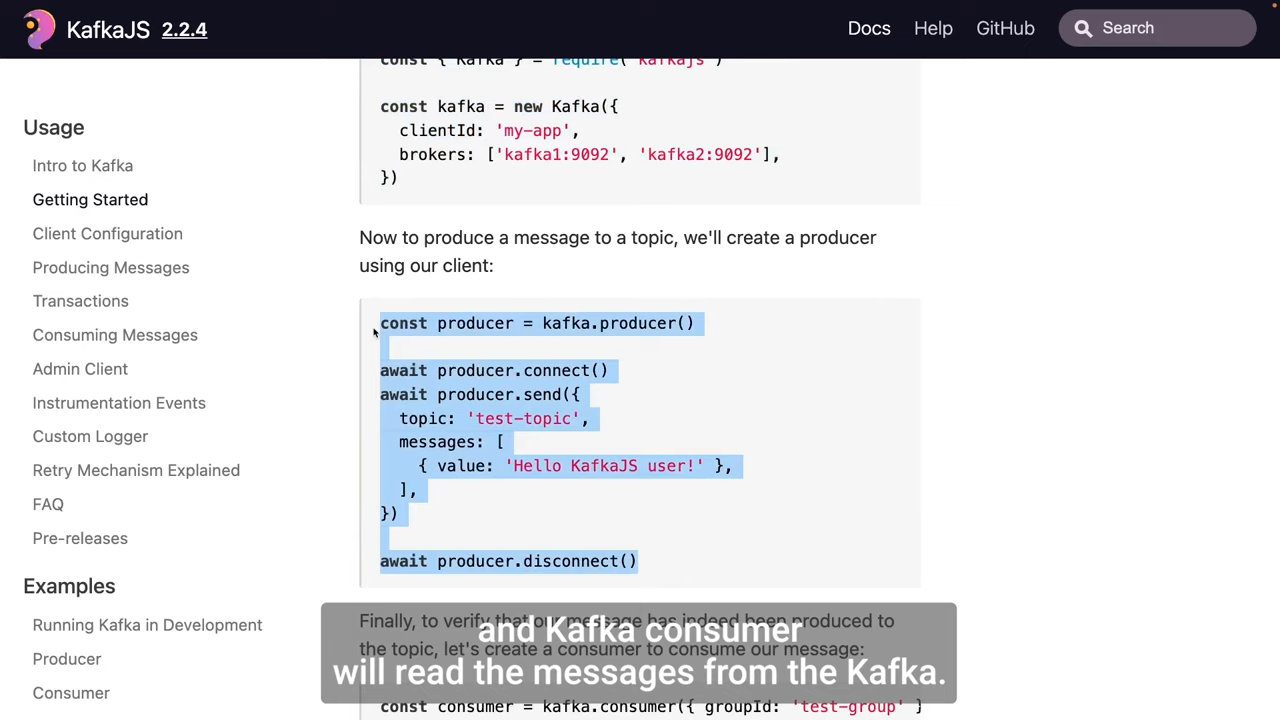 KafkaJS 2.2.4
Docs
Help
GitHub
Search
Usage
Intro to Kafka
Getting Started
Client Configuration
Producing Messages
Transactions
Consuming Messages
Admin Client
Instrumentation Events
Custom Logger
Retry Mechanism Explained
FAQ
Pre-releases
Examples
Running Kafka in Development
Producer
Consumer
const { Kafka } = require('kafkajs')
const kafka = new Kafka({
  clientId: 'my-app',
  brokers: ['kafka1:9092', 'kafka2:9092'],
})
Now to produce a message to a topic, we'll create a producer
using our client:
const producer = kafka.producer()
await producer.connect()
await producer.send({
  topic: 'test-topic',
  messages: [
    { value: 'Hello KafkaJS user!' },
  ],
})
await producer.disconnect()
Finally, to verify that our message has indeed been produced to
the topic, let's create a consumer to consume our message:
const consumer = kafka.consumer({ groupId: 'test-group' }
and Kafka consumer
will read the messages from the Kafka.